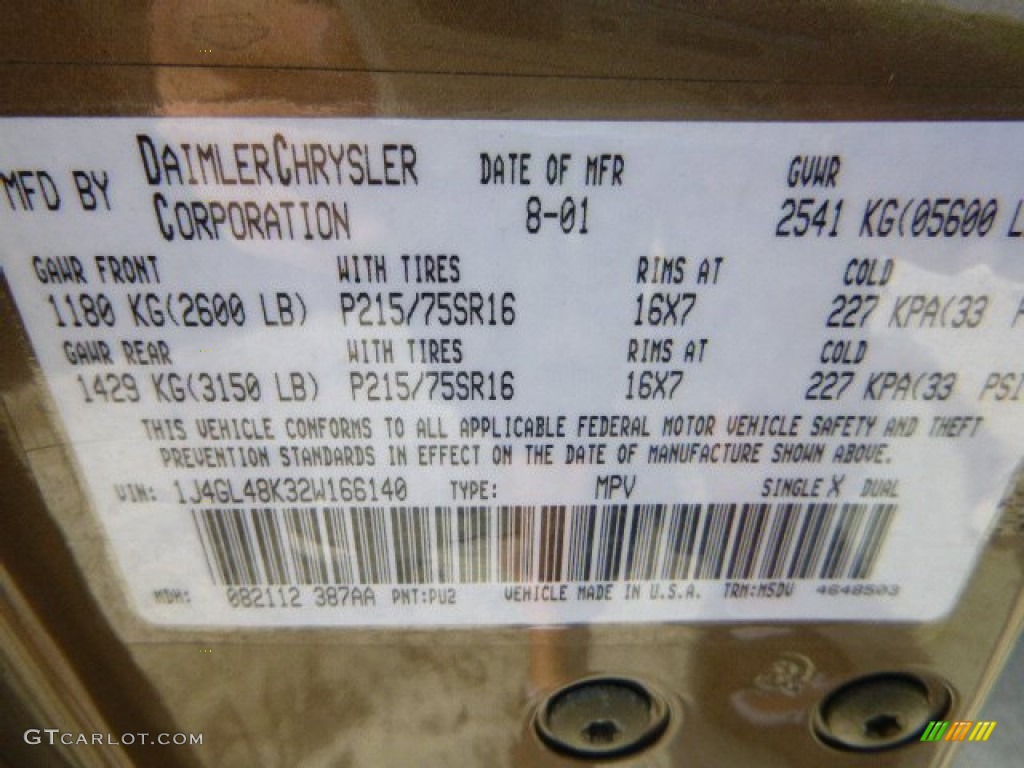 MFD BY DAIMLERCHRYSLER CORPORATION DATE OF MFR 8-01 GVWR 2541 KG(05600 L
GAWR FRONT WITH TIRES RIMS AT COLD
1180 KG(2600 LB) P215/75SR16 16X7 227 KPA(33 P
GAWR REAR WITH TIRES RIMS AT COLD
1429 KG(3150 LB) P215/75SR16 16X7 227 KPA(33 PSI
THIS VEHICLE CONFORMS TO ALL APPLICABLE FEDERAL MOTOR VEHICLE SAFETY AND THEFT
PREVENTION STANDARDS IN EFFECT ON THE DATE OF MANUFACTURE SHOWN ABOVE.
VIN: 1J4GL48K32W166140 TYPE: MPV SINGLE X DUAL
MDH: 082112 387AA PNT:PU2 VEHICLE MADE IN U.S.A. TRM:M5DV 4648503
GTCARLOT.COM